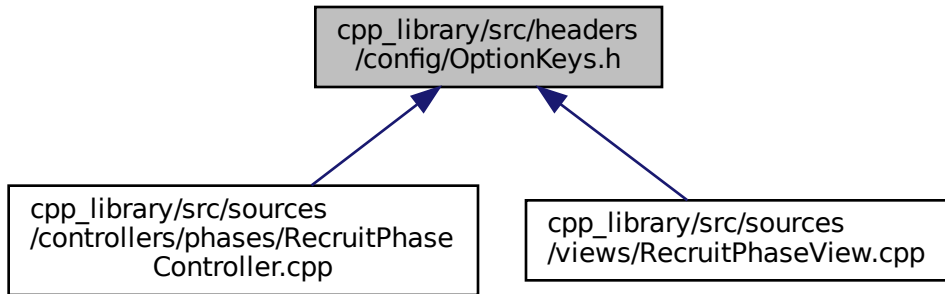 cpp_library/src/headers
/config/OptionKeys.h
cpp_library/src/sources
/controllers/phases/RecruitPhase
Controller.cpp
cpp_library/src/sources
/views/RecruitPhaseView.cpp